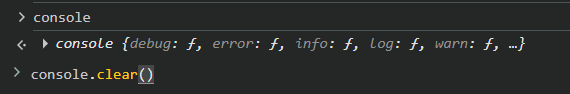 > console
<· ▶ console {debug: ƒ, error: ƒ, info: ƒ, log: ƒ, warn: ƒ, …}
> console.clear()